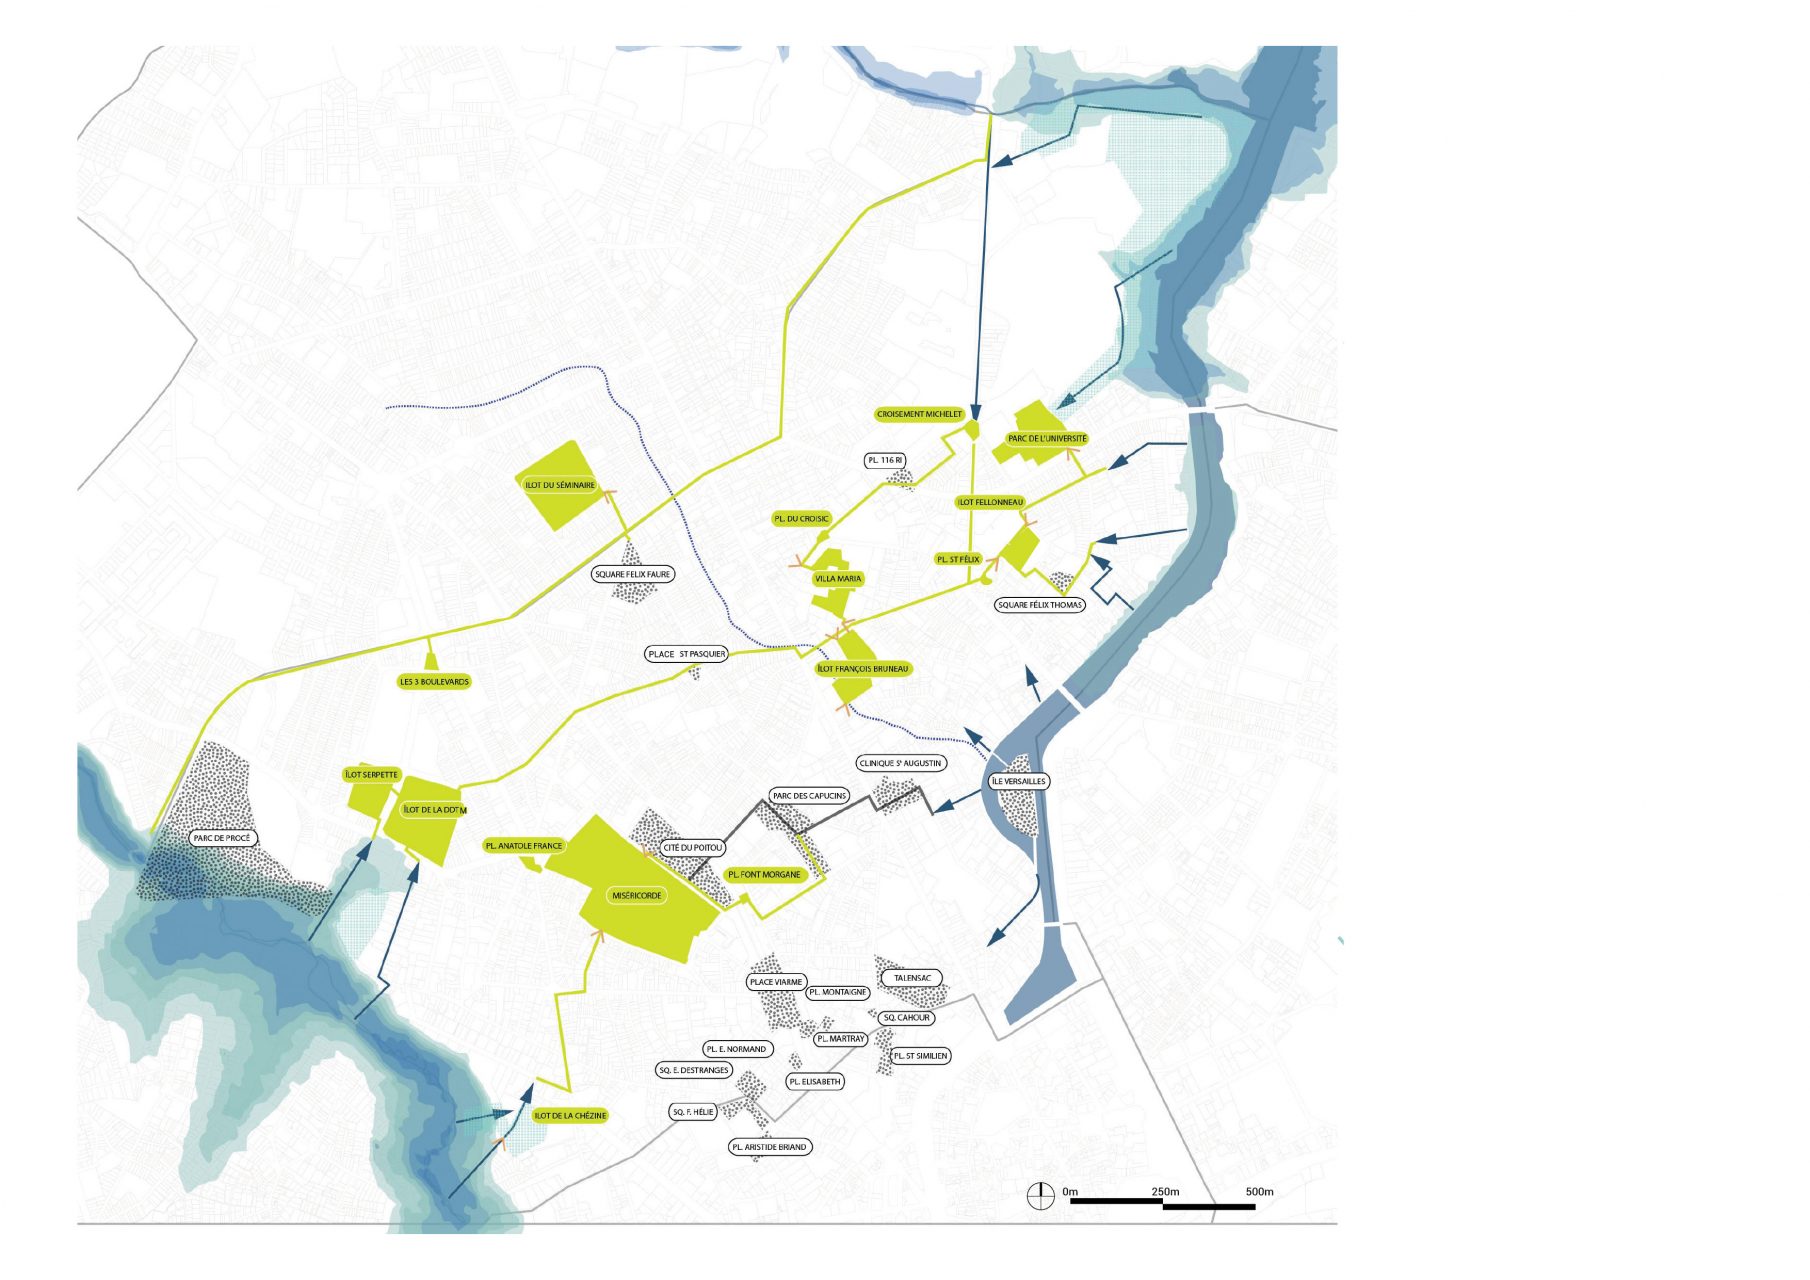 CROISEMENT MICHELET
PARC DE L'UNIVERSITÉ
PL. 116 RI
ILOT DU SÉMINAIRE
ILOT FELLONNEAU
PL. DU CROISIC
PL. ST FÉLIX
SQUARE FELIX FAURE
VILLA MARIA
SQUARE FÉLIX THOMAS
PLACE ST PASQUIER
ÎLOT FRANÇOIS BRUNEAU
LES 3 BOULEVARDS
CLINIQUE Sᵗ AUGUSTIN
ÎLOT SERPETTE
ÎLE VERSAILLES
PARC DES CAPUCINS
ÎLOT DE LA DDTM
PARC DE PROCÉ
PL. ANATOLE FRANCE
CITÉ DU POITOU
PL. FONT MORGANE
MISÉRICORDE
PLACE VIARME
TALENSAC
PL. MONTAIGNE
SQ. CAHOUR
PL. MARTRAY
PL. E. NORMAND
PL. ST SIMILIEN
SQ. E. DESTRANGES
PL. ELISABETH
SQ. F. HÉLIE
ILOT DE LA CHÉZINE
PL. ARISTIDE BRIAND
0m 250m 500m